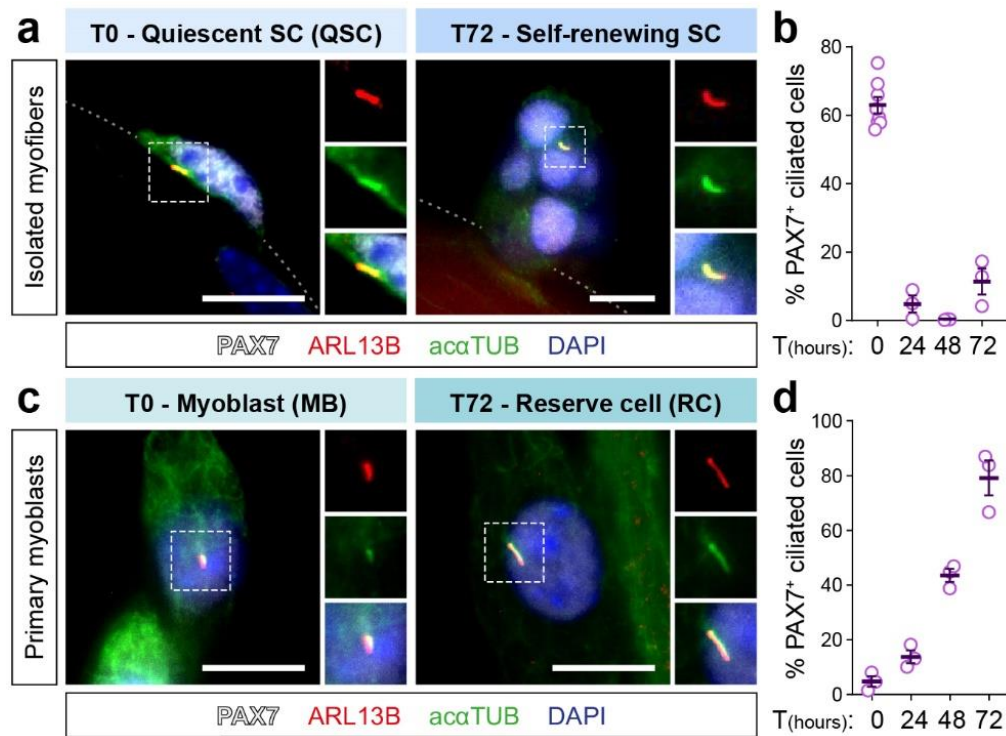 a
T0 - Quiescent SC (QSC)
T72 - Self-renewing SC
Isolated myofibers
PAX7 ARL13B acαTUB DAPI
b
% PAX7+ ciliated cells
80
60
40
20
0
T(hours): 0 24 48 72
c
T0 - Myoblast (MB)
T72 - Reserve cell (RC)
Primary myoblasts
PAX7 ARL13B acαTUB DAPI
d
% PAX7+ ciliated cells
100
80
60
40
20
0
T(hours): 0 24 48 72